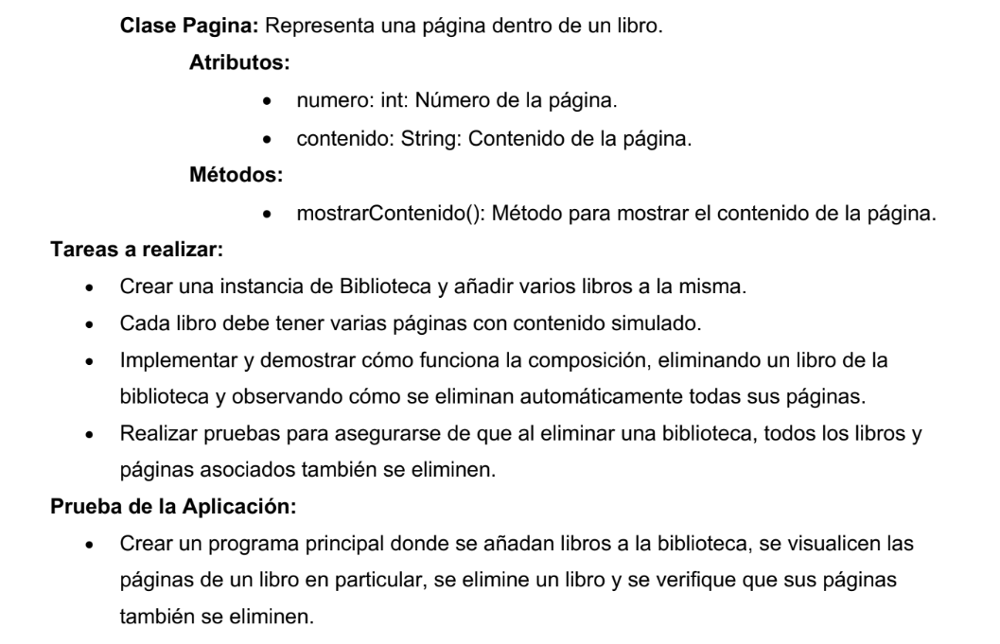 Clase Pagina: Representa una página dentro de un libro.
Atributos:
• numero: int: Número de la página.
• contenido: String: Contenido de la página.
Métodos:
• mostrarContenido(): Método para mostrar el contenido de la página.
Tareas a realizar:
• Crear una instancia de Biblioteca y añadir varios libros a la misma.
• Cada libro debe tener varias páginas con contenido simulado.
• Implementar y demostrar cómo funciona la composición, eliminando un libro de la
biblioteca y observando cómo se eliminan automáticamente todas sus páginas.
• Realizar pruebas para asegurarse de que al eliminar una biblioteca, todos los libros y
páginas asociados también se eliminen.
Prueba de la Aplicación:
• Crear un programa principal donde se añadan libros a la biblioteca, se visualicen las
páginas de un libro en particular, se elimine un libro y se verifique que sus páginas
también se eliminen.